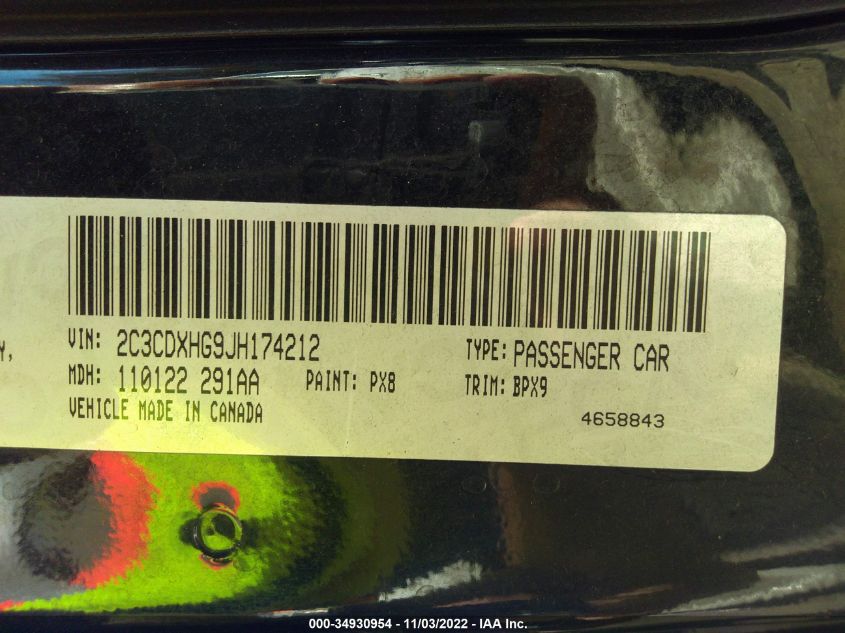 VIN: 2C3CDXHG9JH174212
TYPE: PASSENGER CAR
Y,
MDH: 110122 291AA
PAINT: PX8
TRIM: BPX9
VEHICLE MADE IN CANADA
4658843
000-34930954 - 11/03/2022 - IAA Inc.